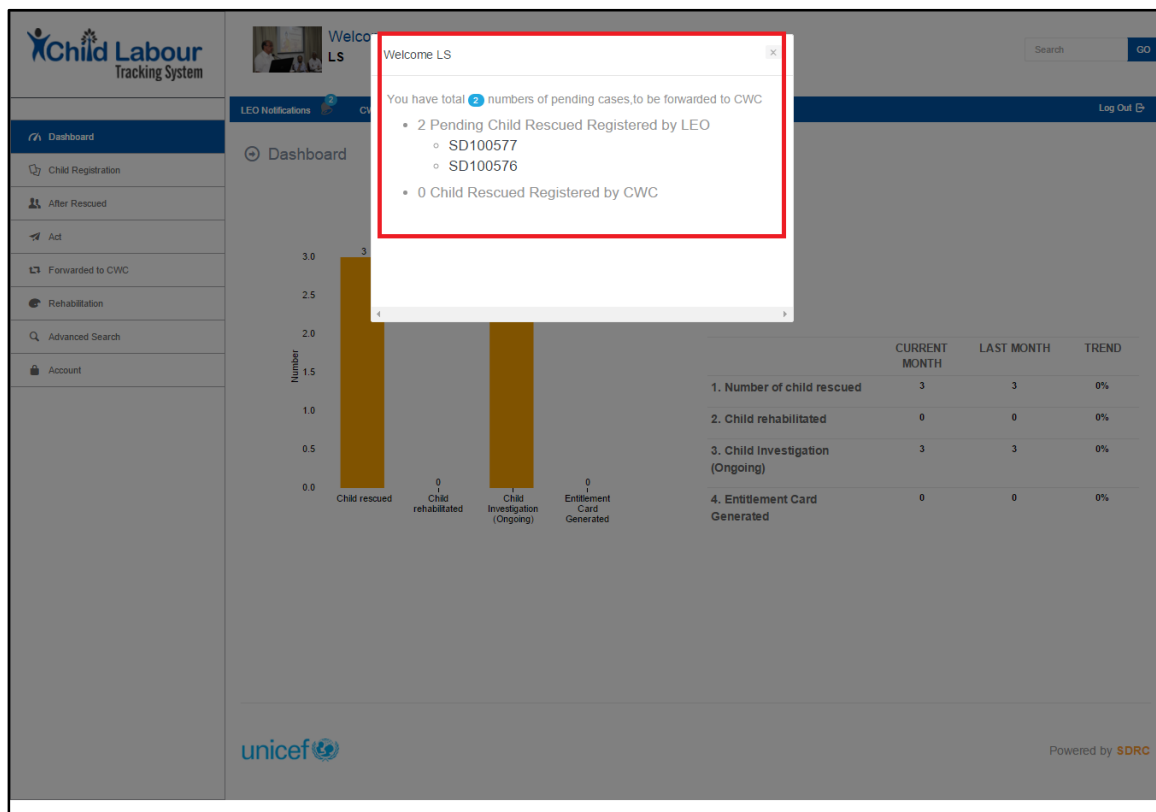 Child Labour
Tracking System
Welco
LS
Search
GO
LEO Notifications
2
Log Out
Dashboard
Child Registration
After Rescued
Act
Forwarded to CWC
Rehabilitation
Advanced Search
Account
Dashboard
Welcome LS
×
You have total 2 numbers of pending cases,to be forwarded to CWC
• 2 Pending Child Rescued Registered by LEO
SD100577
SD100576
• 0 Child Rescued Registered by CWC
3.0
2.5
2.0
1.5
1.0
0.5
0.0
Number
3
0
0
Child rescued
Child
rehabilitated
Child
Investigation
(Ongoing)
Entitlement
Card
Generated
CURRENT MONTH LAST MONTH TREND
1. Number of child rescued 3 3 0%
2. Child rehabilitated 0 0 0%
3. Child Investigation (Ongoing) 3 3 0%
4. Entitlement Card Generated 0 0 0%
unicef
Powered by SDRC